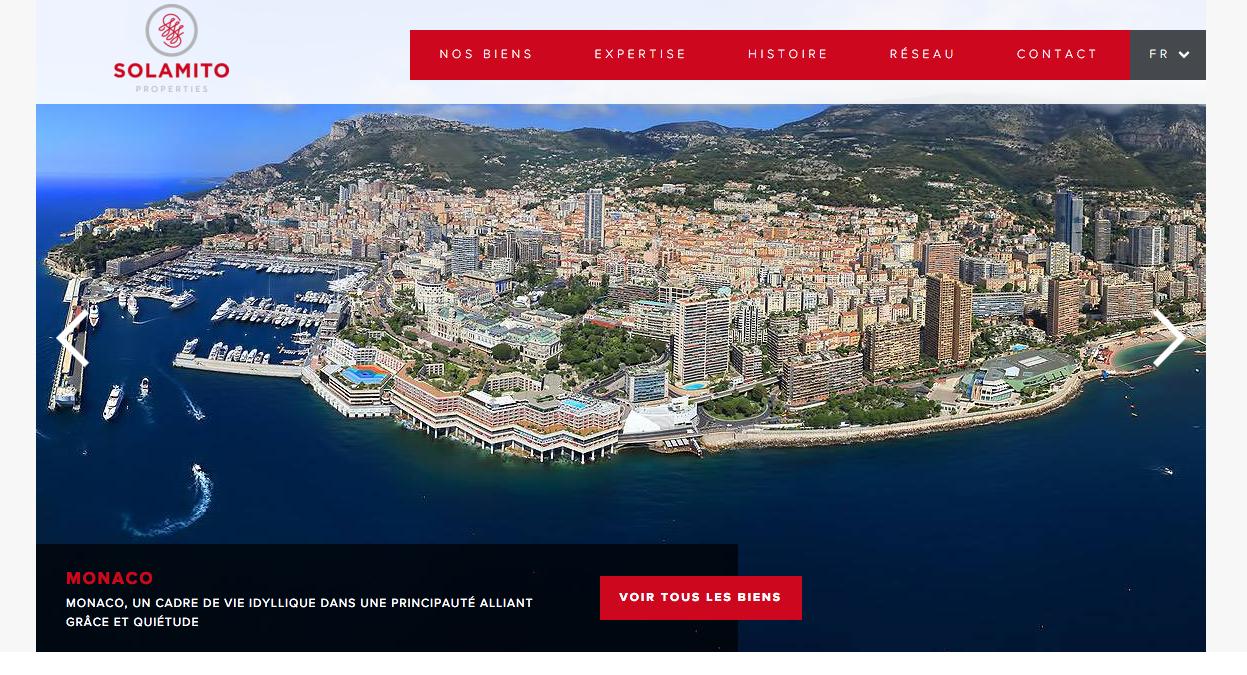 SOLAMITO
PROPERTIES
NOS BIENS EXPERTISE HISTOIRE RÉSEAU CONTACT FR
MONACO
MONACO, UN CADRE DE VIE IDYLLIQUE DANS UNE PRINCIPAUTÉ ALLIANT
GRÂCE ET QUIÉTUDE
VOIR TOUS LES BIENS